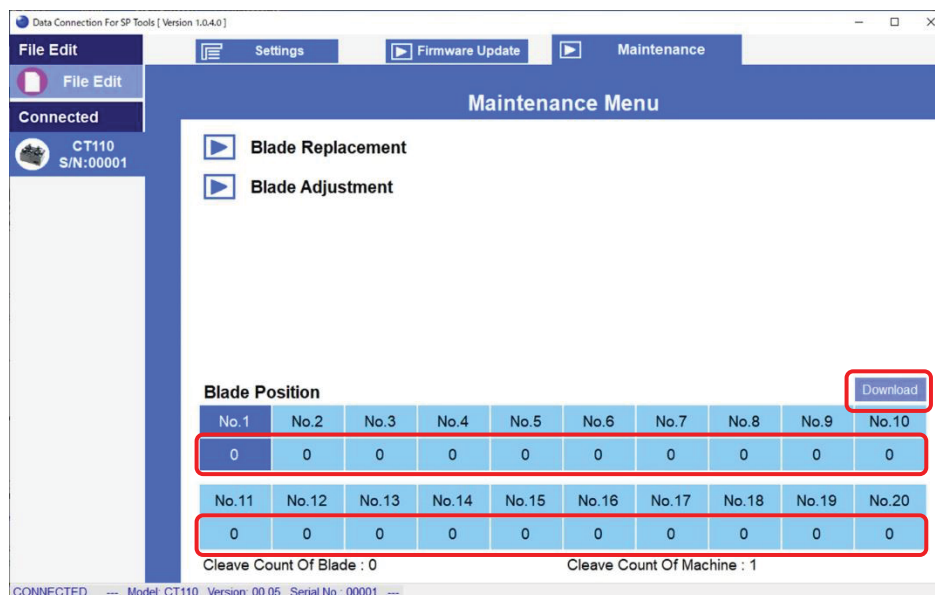 Data Connection For SP Tools [ Version 1.0.4.0 ]
File Edit
Settings
Firmware Update
Maintenance
File Edit
Maintenance Menu
Connected
CT110
S/N:00001
Blade Replacement
Blade Adjustment
Blade Position
Download
No.1 No.2 No.3 No.4 No.5 No.6 No.7 No.8 No.9 No.10
0 0 0 0 0 0 0 0 0 0
No.11 No.12 No.13 No.14 No.15 No.16 No.17 No.18 No.19 No.20
0 0 0 0 0 0 0 0 0 0
Cleave Count Of Blade : 0 Cleave Count Of Machine : 1
CONNECTED --- Model: CT110 Version: 00.05 Serial No : 00001 ---